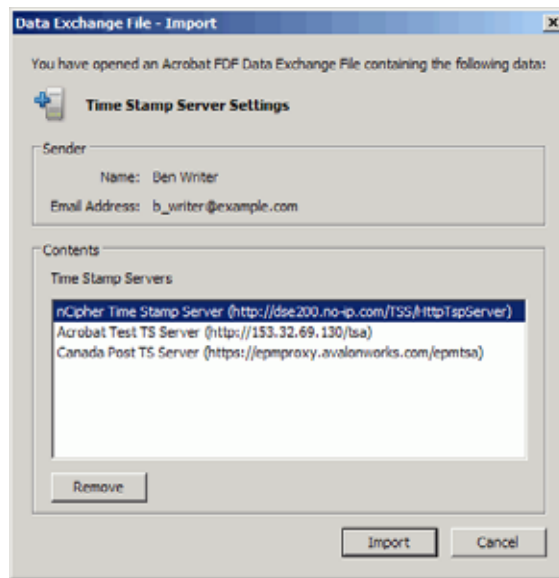 Data Exchange File - Import
You have opened an Acrobat FDF Data Exchange File containing the following data:
Time Stamp Server Settings
Sender
Name: Ben Writer
Email Address: b_writer@example.com
Contents
Time Stamp Servers
nCipher Time Stamp Server (http://dse200.no-ip.com/TSS/HttpTspServer)
Acrobat Test TS Server (http://153.32.69.130/tsa)
Canada Post TS Server (https://epmproxy.avalonworks.com/epmtsa)
Remove
Import Cancel